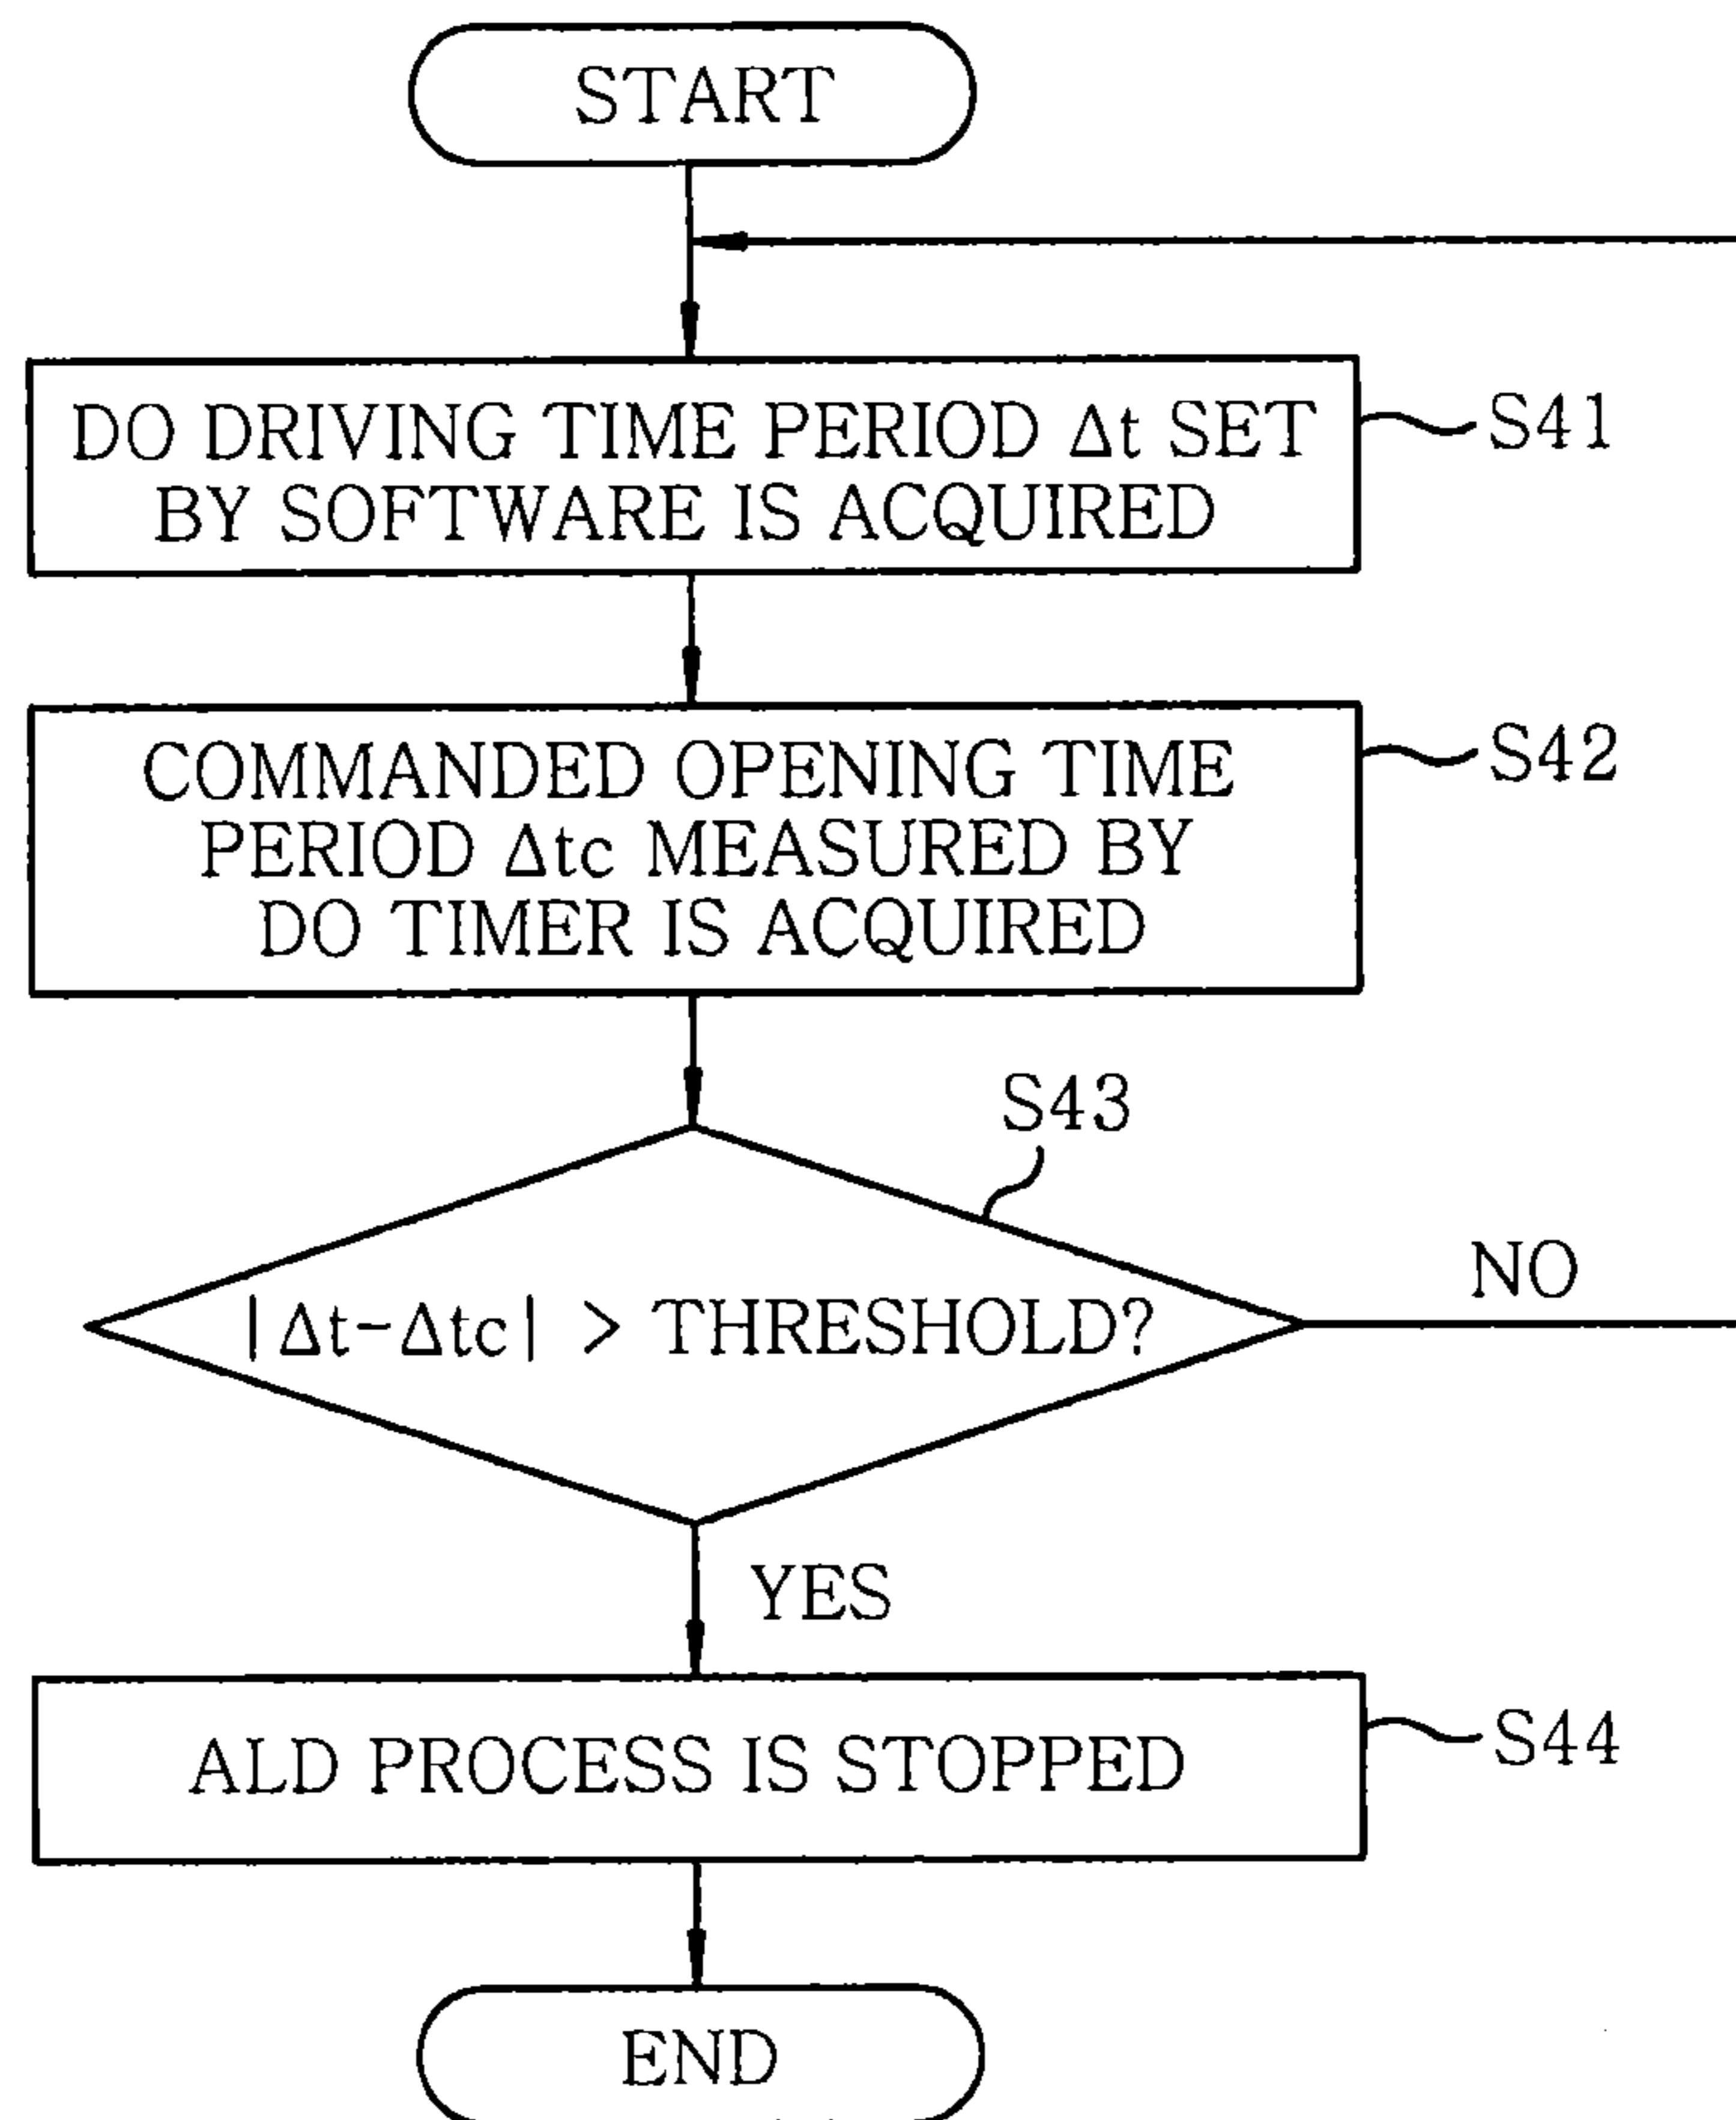 START
DO DRIVING TIME PERIOD Δt SET
BY SOFTWARE IS ACQUIRED
S41
COMMANDED OPENING TIME
PERIOD Δtc MEASURED BY
DO TIMER IS ACQUIRED
S42
S43
|Δt-Δtc| > THRESHOLD?
NO
YES
ALD PROCESS IS STOPPED
S44
END